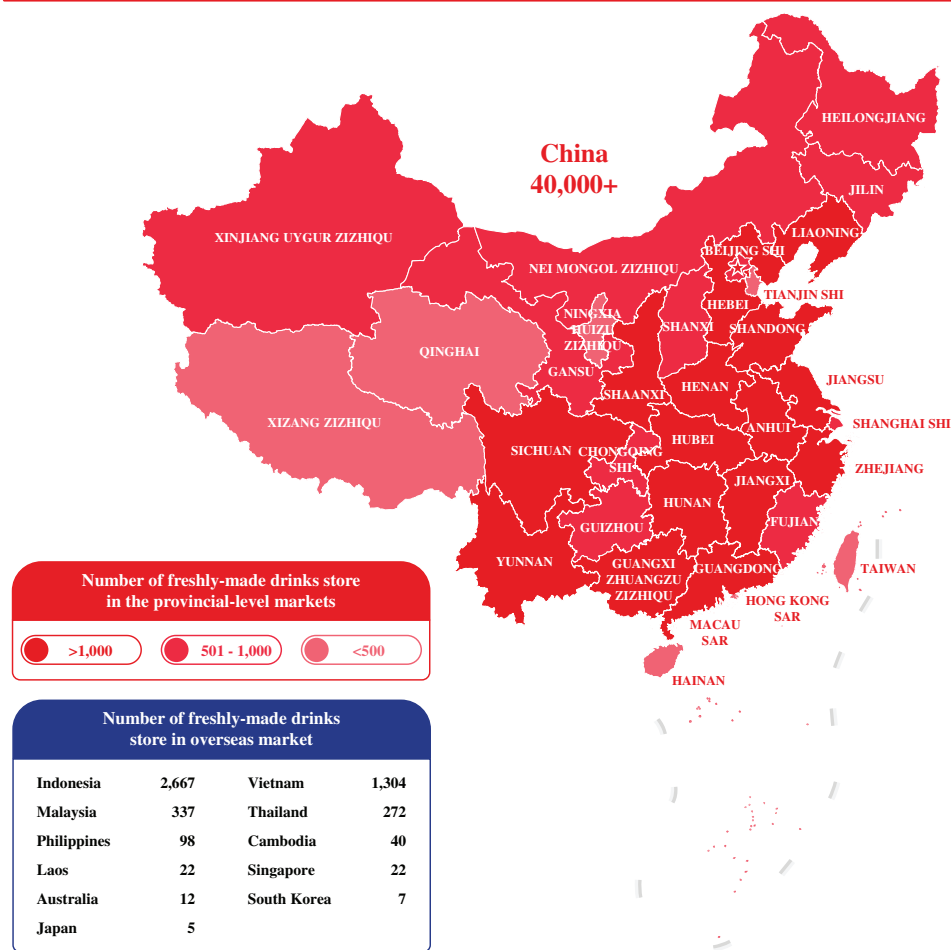 China
40,000+
HEILONGJIANG
JILIN
LIAONING
XINJIANG UYGUR ZIZHIQU
BEIJING SHI
NEI MONGOL ZIZHIQU
TIANJIN SHI
HEBEI
NINGXIA
HUIZU
ZIZHIQU
SHANXI
SHANDONG
QINGHAI
GANSU
JIANGSU
SHAANXI
HENAN
XIZANG ZIZHIQU
SHANGHAI SHI
ANHUI
HUBEI
SICHUAN
CHONGQING
SHI
ZHEJIANG
JIANGXI
HUNAN
FUJIAN
GUIZHOU
YUNNAN
GUANGXI
ZHUANGZU
ZIZHIQU
GUANGDONG
TAIWAN
HONG KONG
SAR
MACAU
SAR
HAINAN
Number of freshly-made drinks store
in the provincial-level markets
>1,000
501 - 1,000
<500
Number of freshly-made drinks
store in overseas market
Indonesia 2,667 Vietnam 1,304
Malaysia 337 Thailand 272
Philippines 98 Cambodia 40
Laos 22 Singapore 22
Australia 12 South Korea 7
Japan 5